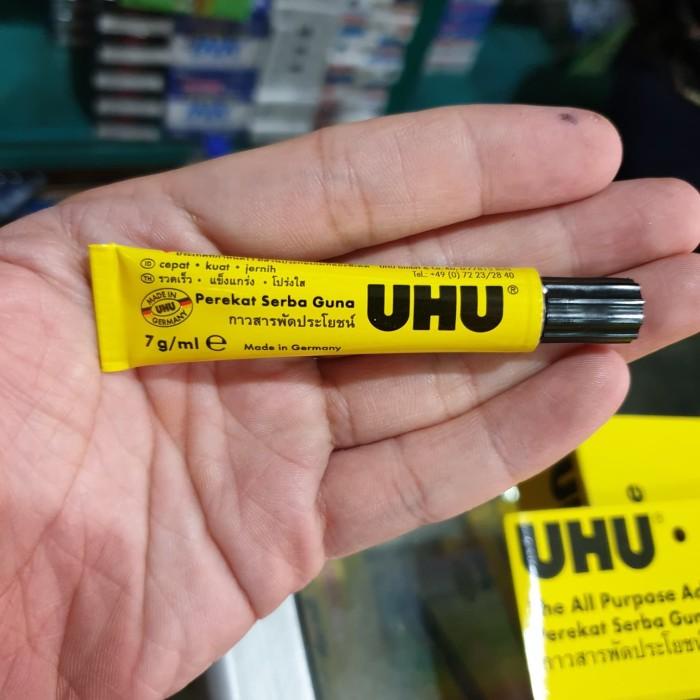 ID cepat • kuat • jernih
TH รวดเร็ว • แข็งแกร่ง • โปร่งใส
Tel.: +49 (0) 72 23/28 40
MADE IN
UHU
GERMANY
Perekat Serba Guna
กาวสารพัดประโยชน์
UHU®
7 g/ml e
Made in Germany
UHU
he All Purpose
erekat Serba
กาวสารพัดประโยชน์